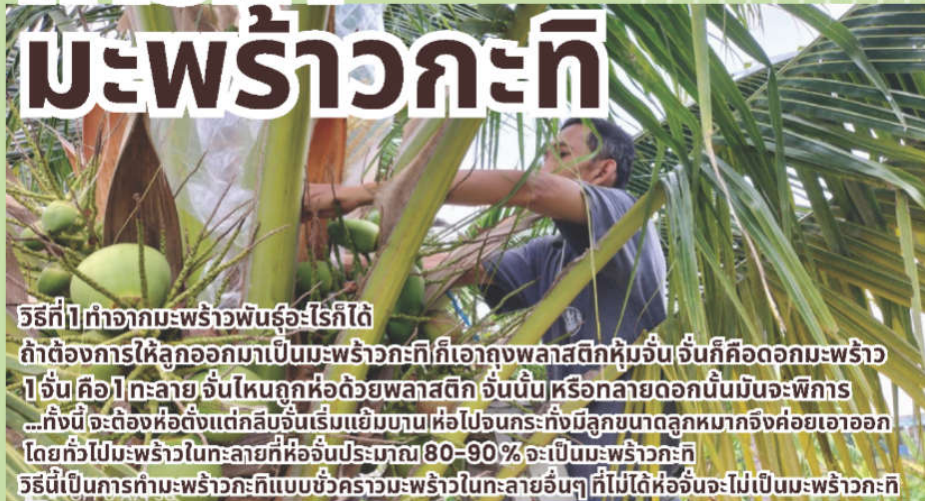 มะพร้าวกะทิ
วิธีที่ 1 ทำจากมะพร้าวพันธุ์อะไรก็ได้
ถ้าต้องการให้ลูกออกมาเป็นมะพร้าวกะทิ ก็เอาถุงพลาสติกหุ้มจั่น จั่นก็คือดอกมะพร้าว
1 จั่น คือ 1 ทะลาย จั่นไหนถูกห่อด้วยพลาสติก จั่นนั้น หรือทลายดอกนั้นมันจะพิการ
...ทั้งนี้ จะต้องห่อตั้งแต่กลีบจั่นเริ่มแย้มบาน ห่อไปจนกระทั่งมีลูกขนาดลูกหมากจึงค่อยเอาออก
โดยทั่วไปมะพร้าวในทะลายที่ห่อจั่นประมาณ 80-90 % จะเป็นมะพร้าวกะทิ
วิธีนี้เป็นการทำมะพร้าวกะทิแบบชั่วคราวมะพร้าวในทะลายอื่นๆ ที่ไม่ได้ห่อจั่นจะไม่เป็นมะพร้าวกะทิ